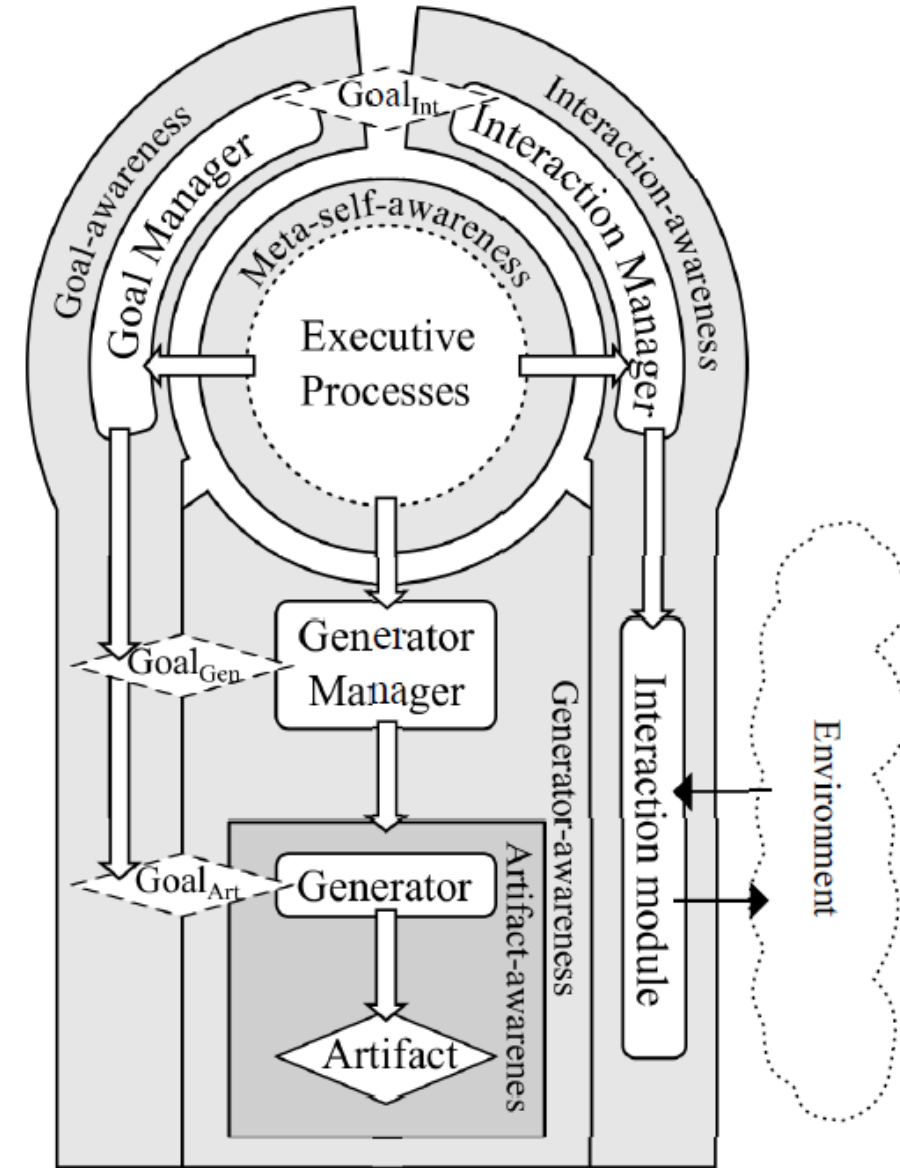 Goal-awareness
Goal Manager
GoalInt
Interaction Manager
Interaction-awareness
Meta-self-awareness
Executive
Processes
GoalGen
Generator
Manager
GoalArt
Generator
Artifact
Artifact-awarenes
Generator-awareness
Interaction module
Environment